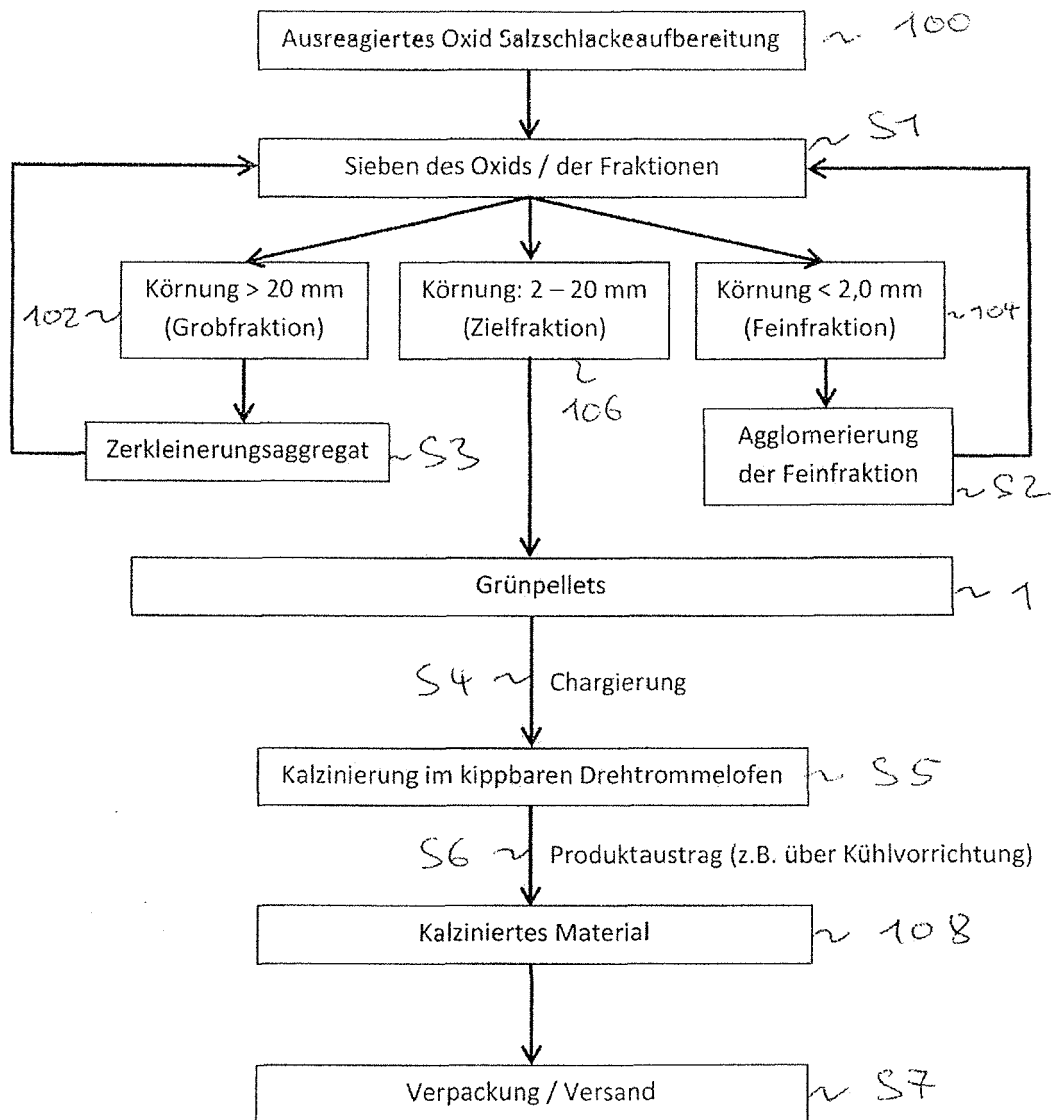 Ausreagiertes Oxid Salzschlackeaufbereitung ~ 100
Sieben des Oxids / der Fraktionen ~ S1
102 ~ Körnung > 20 mm
(Grobfraktion)
Körnung: 2 – 20 mm
(Zielfraktion)
~ 106
Körnung < 2,0 mm
(Feinfraktion) ~ 104
Zerkleinerungsaggregat ~ S3
Agglomerierung
der Feinfraktion ~ S2
Grünpellets ~ 1
S4 ~ Chargierung
Kalzinierung im kippbaren Drehtrommelofen ~ S5
S6 ~ Produktaustrag (z.B. über Kühlvorrichtung)
Kalziniertes Material ~ 108
Verpackung / Versand ~ S7